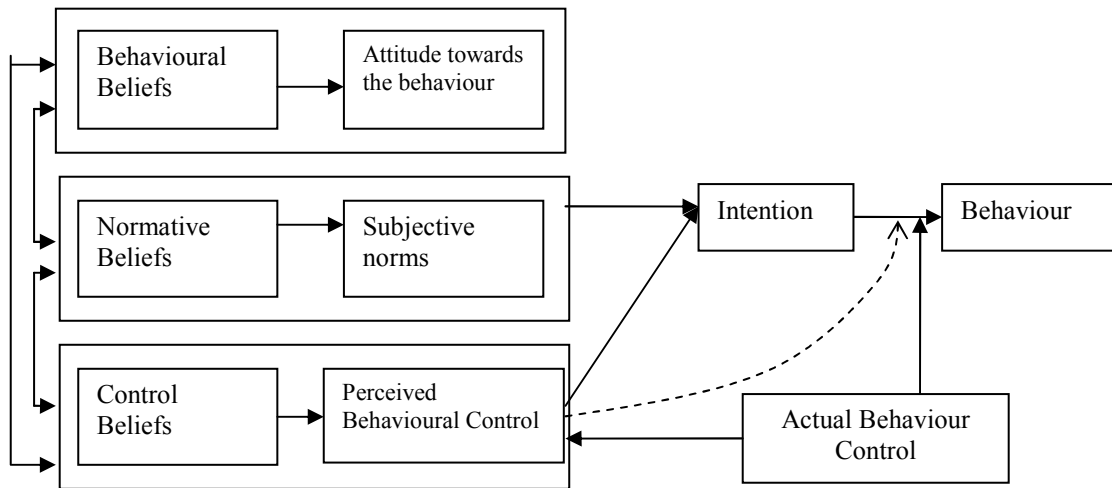 Behavioural
Beliefs
Attitude towards
the behaviour
Normative
Beliefs
Subjective
norms
Intention
Behaviour
Control
Beliefs
Perceived
Behavioural Control
Actual Behaviour
Control